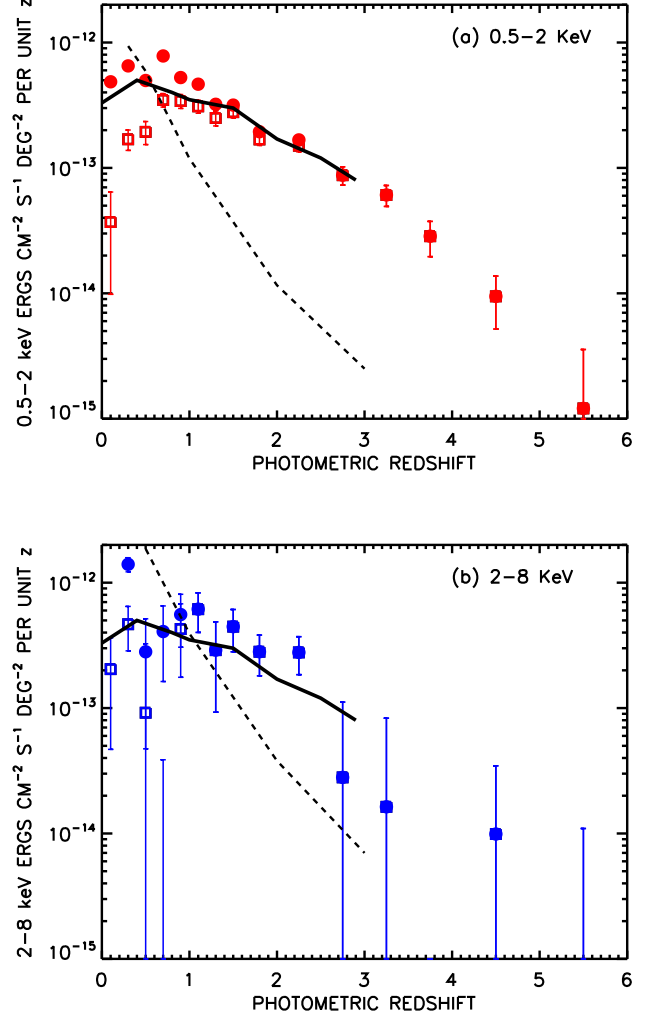 0.5−2 keV ERGS CM⁻² S⁻¹ DEG⁻² PER UNIT z
(a) 0.5−2 KeV
10⁻¹²
10⁻¹³
10⁻¹⁴
10⁻¹⁵
0 1 2 3 4 5 6
PHOTOMETRIC REDSHIFT
2−8 keV ERGS CM⁻² S⁻¹ DEG⁻² PER UNIT z
(b) 2−8 KeV
10⁻¹²
10⁻¹³
10⁻¹⁴
10⁻¹⁵
0 1 2 3 4 5 6
PHOTOMETRIC REDSHIFT